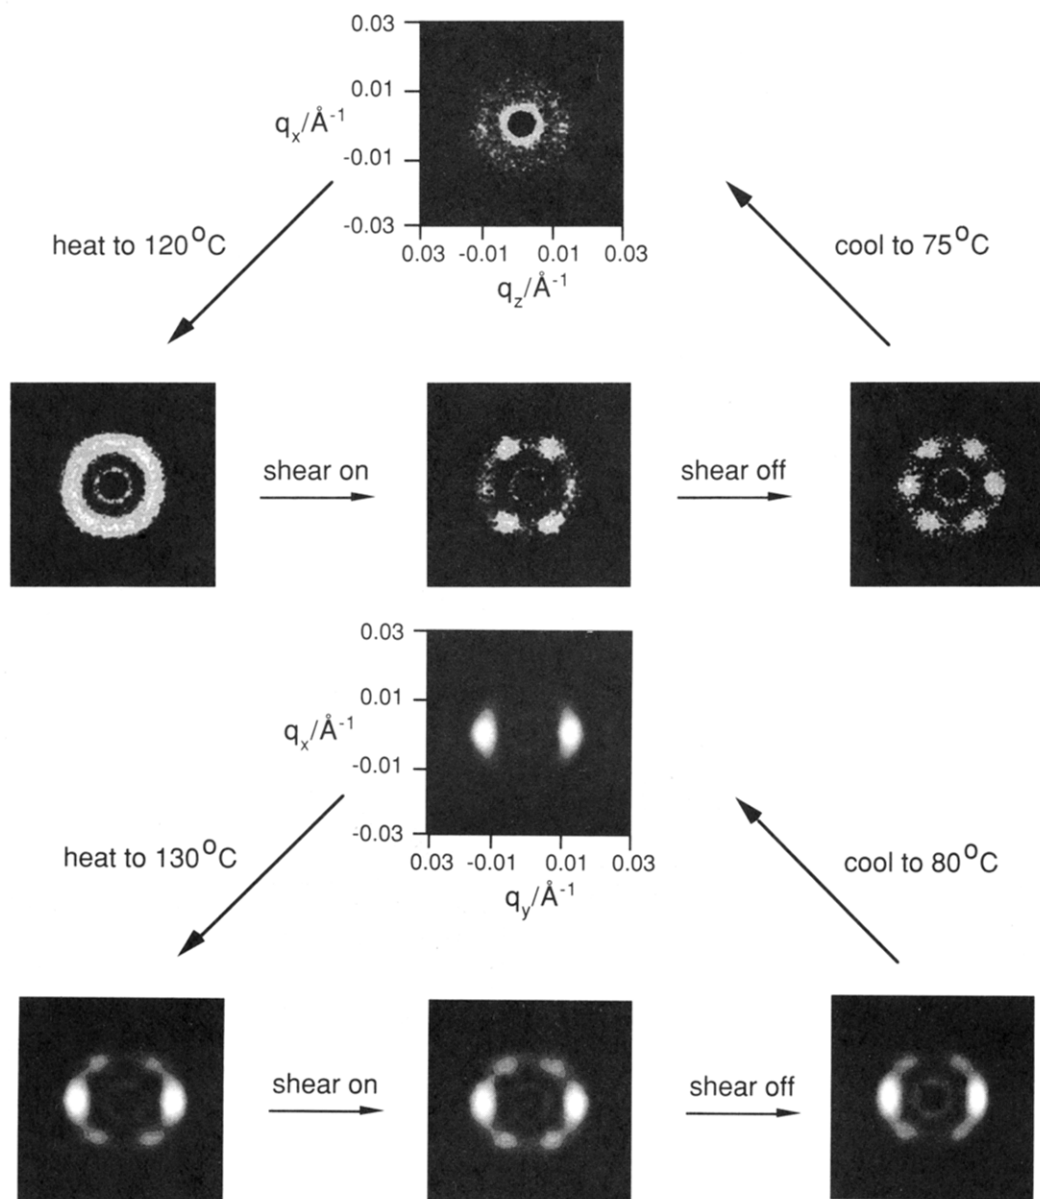 0.03
0.01
qₓ/Å⁻¹
-0.01
-0.03
0.03 -0.01 0.01 0.03
q_z/Å⁻¹
heat to 120°C
cool to 75°C
shear on
shear off
0.03
0.01
qₓ/Å⁻¹
-0.01
-0.03
0.03 -0.01 0.01 0.03
q_y/Å⁻¹
heat to 130°C
cool to 80°C
shear on
shear off